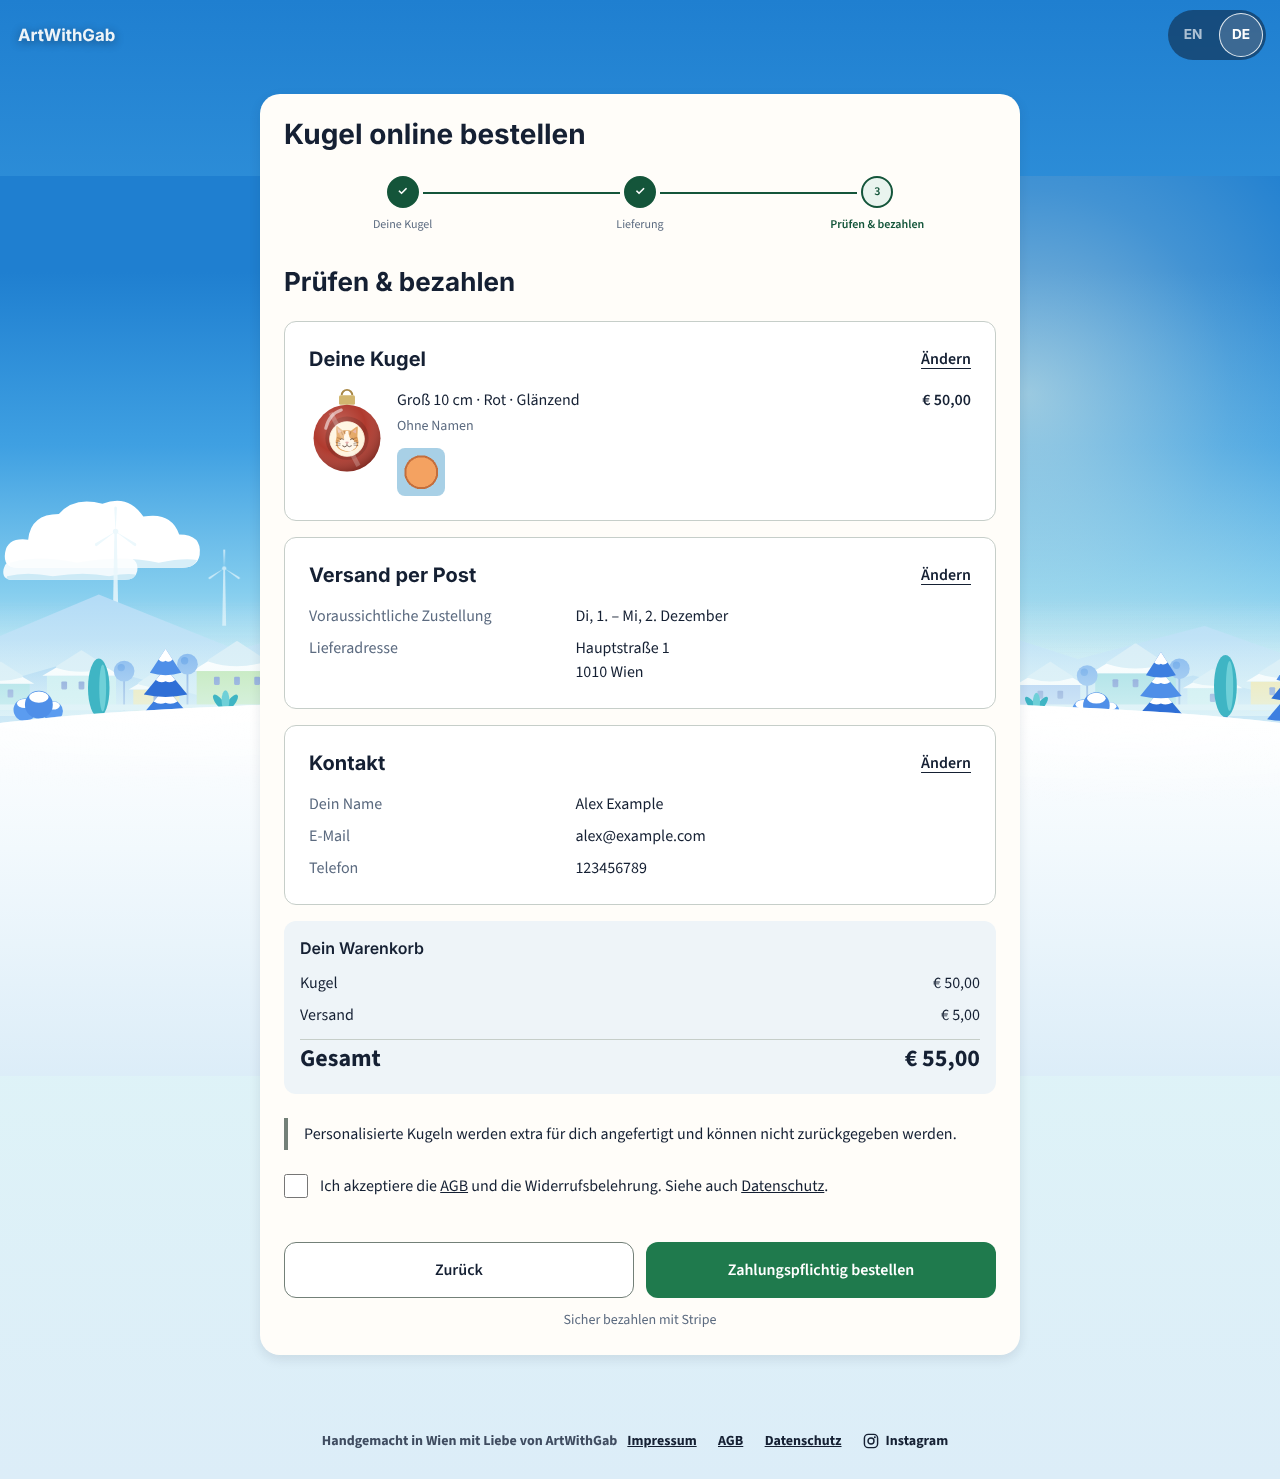 ArtWithGab
EN DE
Kugel online bestellen
3
Deine Kugel Lieferung Prüfen & bezahlen
Prüfen & bezahlen
Deine Kugel Ändern
Groß 10 cm · Rot · Glänzend € 50,00
Ohne Namen
Versand per Post Ändern
Voraussichtliche Zustellung Di, 1. – Mi, 2. Dezember
Lieferadresse Hauptstraße 1
1010 Wien
Kontakt Ändern
Dein Name Alex Example
E-Mail alex@example.com
Telefon 123456789
Dein Warenkorb
Kugel € 50,00
Versand € 5,00
Gesamt € 55,00
Personalisierte Kugeln werden extra für dich angefertigt und können nicht zurückgegeben werden.
Ich akzeptiere die AGB und die Widerrufsbelehrung. Siehe auch Datenschutz.
Zurück Zahlungspflichtig bestellen
Sicher bezahlen mit Stripe
Handgemacht in Wien mit Liebe von ArtWithGab Impressum AGB Datenschutz Instagram